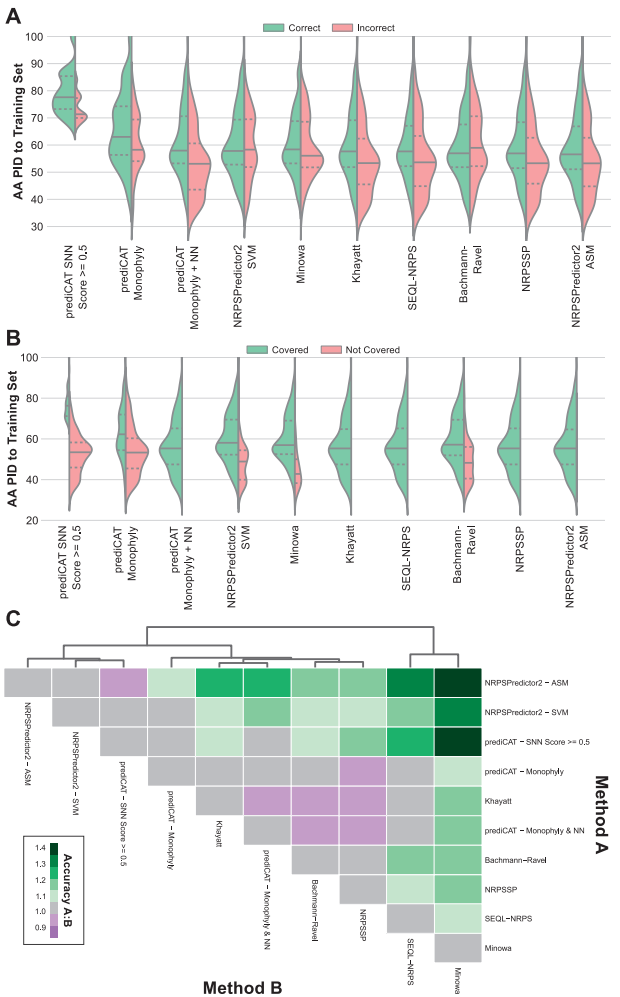 A
Correct
Incorrect
AA PID to Training Set
100
90
80
70
60
50
40
30
prediCAT SNN
Score >= 0.5
prediCAT
Monophyly
prediCAT
Monophyly + NN
NRPSPredictor2
SVM
Minowa
Khayatt
SEQL-NRPS
Bachmann-
Ravel
NRPSSP
NRPSPredictor2
ASM
B
Covered
Not Covered
AA PID to Training Set
100
80
60
40
20
prediCAT SNN
Score >= 0.5
prediCAT
Monophyly
prediCAT
Monophyly + NN
NRPSPredictor2
SVM
Minowa
Khayatt
SEQL-NRPS
Bachmann-
Ravel
NRPSSP
NRPSPredictor2
ASM
C
NRPSPredictor2 – ASM
NRPSPredictor2 – SVM
prediCAT – SNN Score >= 0.5
prediCAT – Monophyly
Khayatt
prediCAT – Monophyly & NN
Bachmann–Ravel
NRPSSP
SEQL–NRPS
Minowa
Method A
NRPSPredictor2 – ASM
NRPSPredictor2 – SVM
prediCAT – SNN Score >= 0.5
prediCAT – Monophyly
Khayatt
prediCAT – Monophyly & NN
Bachmann–Ravel
NRPSSP
SEQL–NRPS
Minowa
Method B
1.4
1.3
1.2
1.1
1.0
0.9
Accuracy A:B